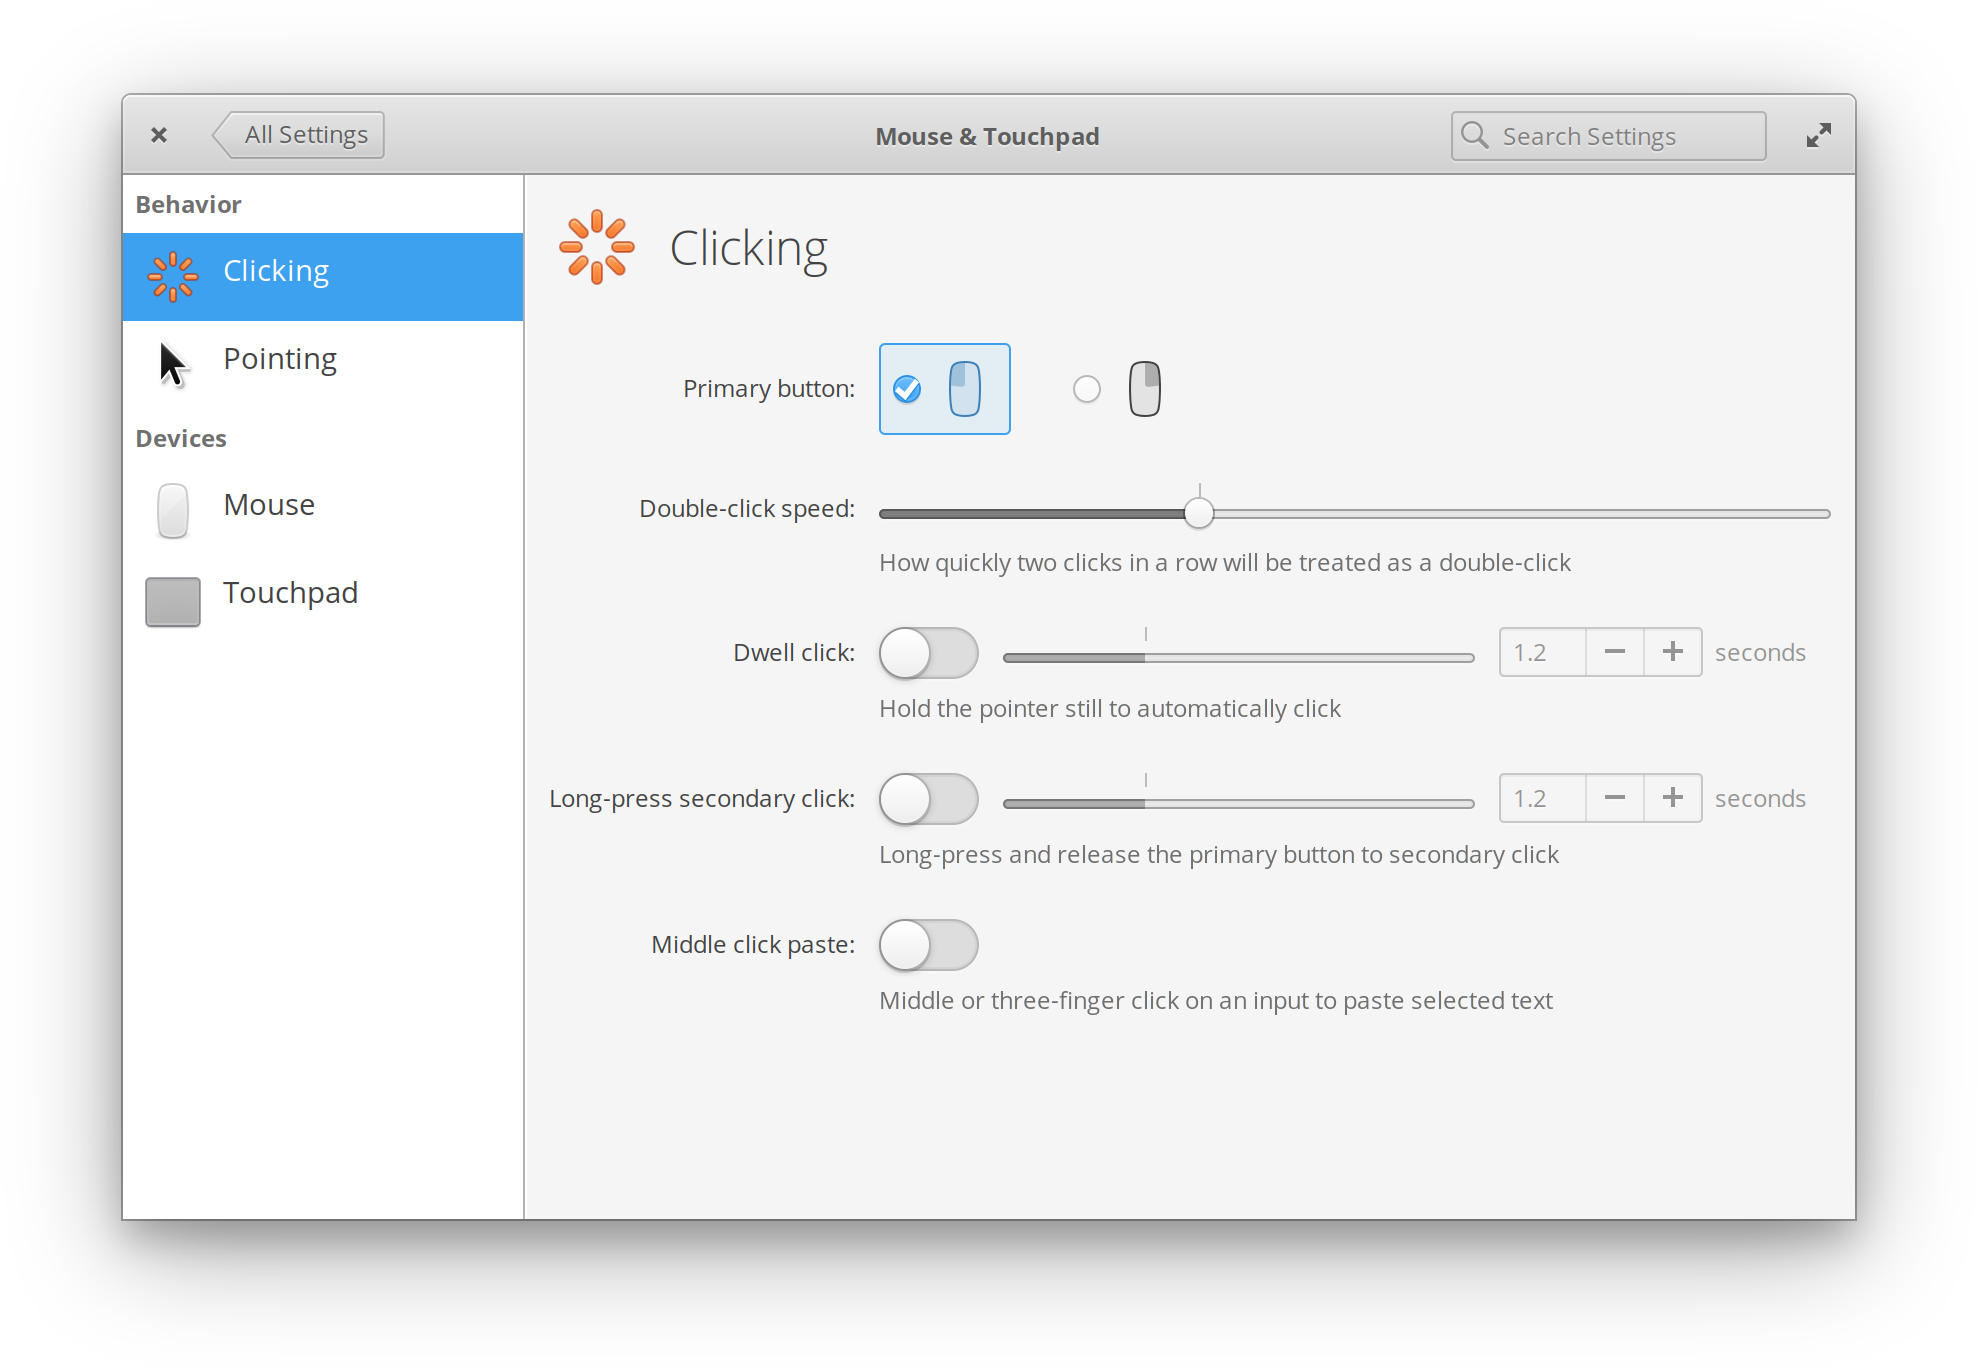 All Settings
Mouse & Touchpad
Search Settings
Behavior
Clicking
Pointing
Devices
Mouse
Touchpad
Clicking
Primary button:
Double-click speed:
How quickly two clicks in a row will be treated as a double-click
Dwell click:
1.2
seconds
Hold the pointer still to automatically click
Long-press secondary click:
1.2
seconds
Long-press and release the primary button to secondary click
Middle click paste:
Middle or three-finger click on an input to paste selected text